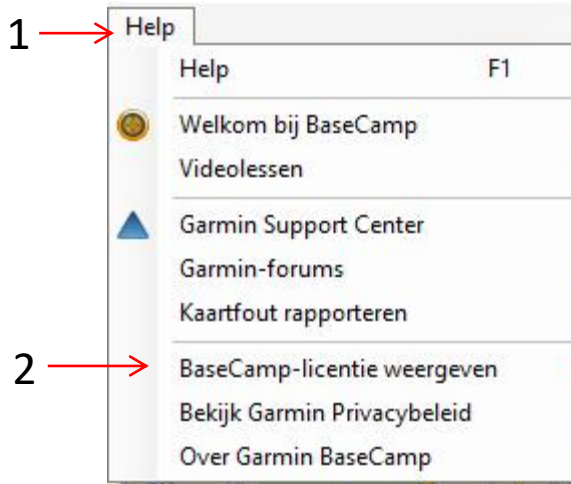 1 Help
Help F1
Welkom bij BaseCamp
Videolessen
Garmin Support Center
Garmin-forums
Kaartfout rapporteren
2 BaseCamp-licentie weergeven
Bekijk Garmin Privacybeleid
Over Garmin BaseCamp